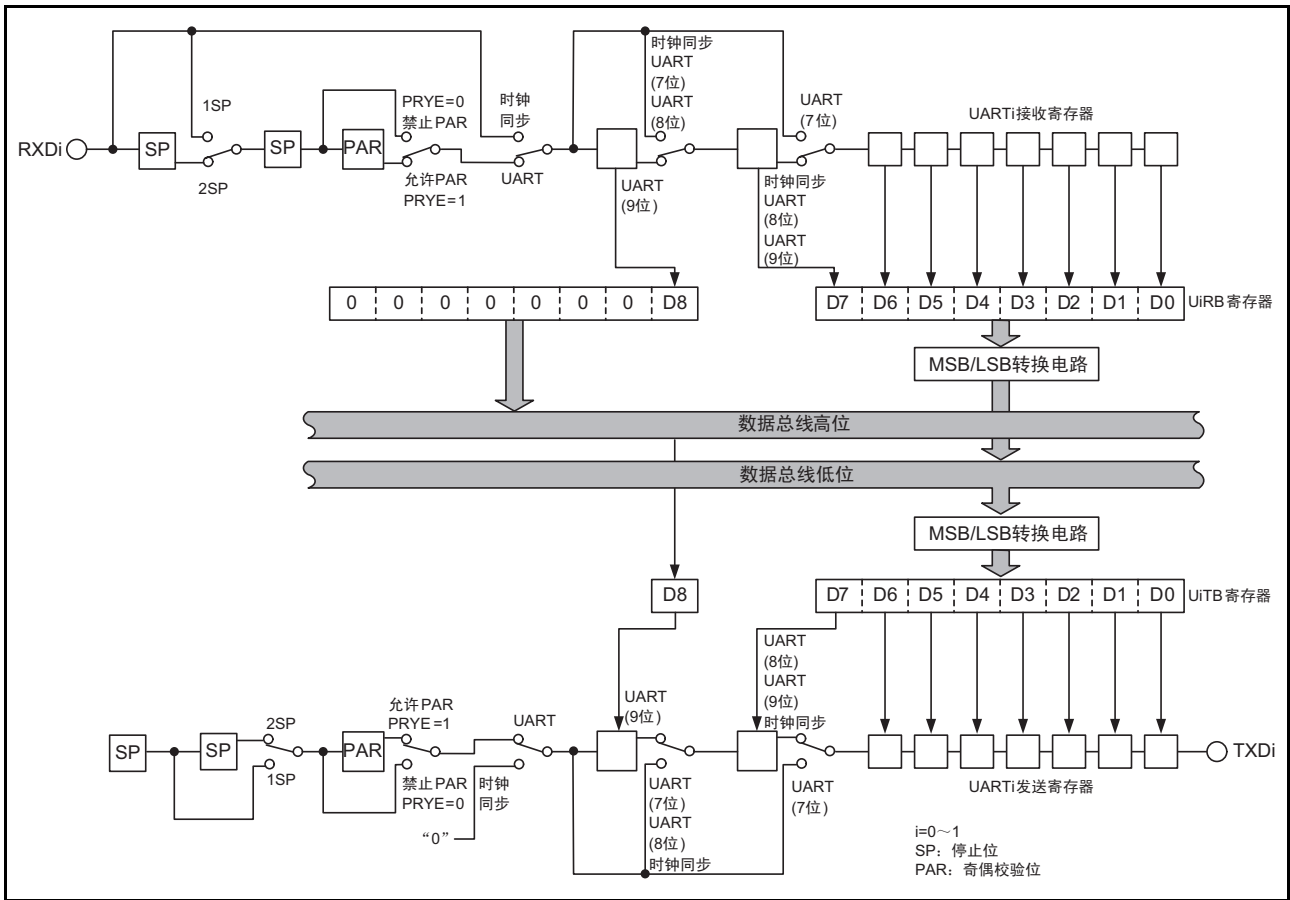 时钟同步
UART
(7位)
UART
(8位)
1SP
PRYE=0
禁止PAR
时钟
同步
UART
(7位)
UARTi接收寄存器
RXDi
SP
SP
PAR
2SP
允许PAR
PRYE=1
UART
UART
(9位)
时钟同步
UART
(8位)
UART
(9位)
0 0 0 0 0 0 0 D8
D7 D6 D5 D4 D3 D2 D1 D0
UiRB寄存器
MSB/LSB转换电路
数据总线高位
数据总线低位
MSB/LSB转换电路
D8
D7 D6 D5 D4 D3 D2 D1 D0
UiTB寄存器
UART
(8位)
UART
(9位)
时钟同步
UART
(9位)
允许PAR
PRYE=1
UART
2SP
SP
SP
PAR
TXDi
1SP
禁止PAR
PRYE=0
时钟
同步
“0”
UART
(7位)
UART
(8位)
时钟同步
UART
(7位)
UARTi发送寄存器
i=0～1
SP：停止位
PAR：奇偶校验位